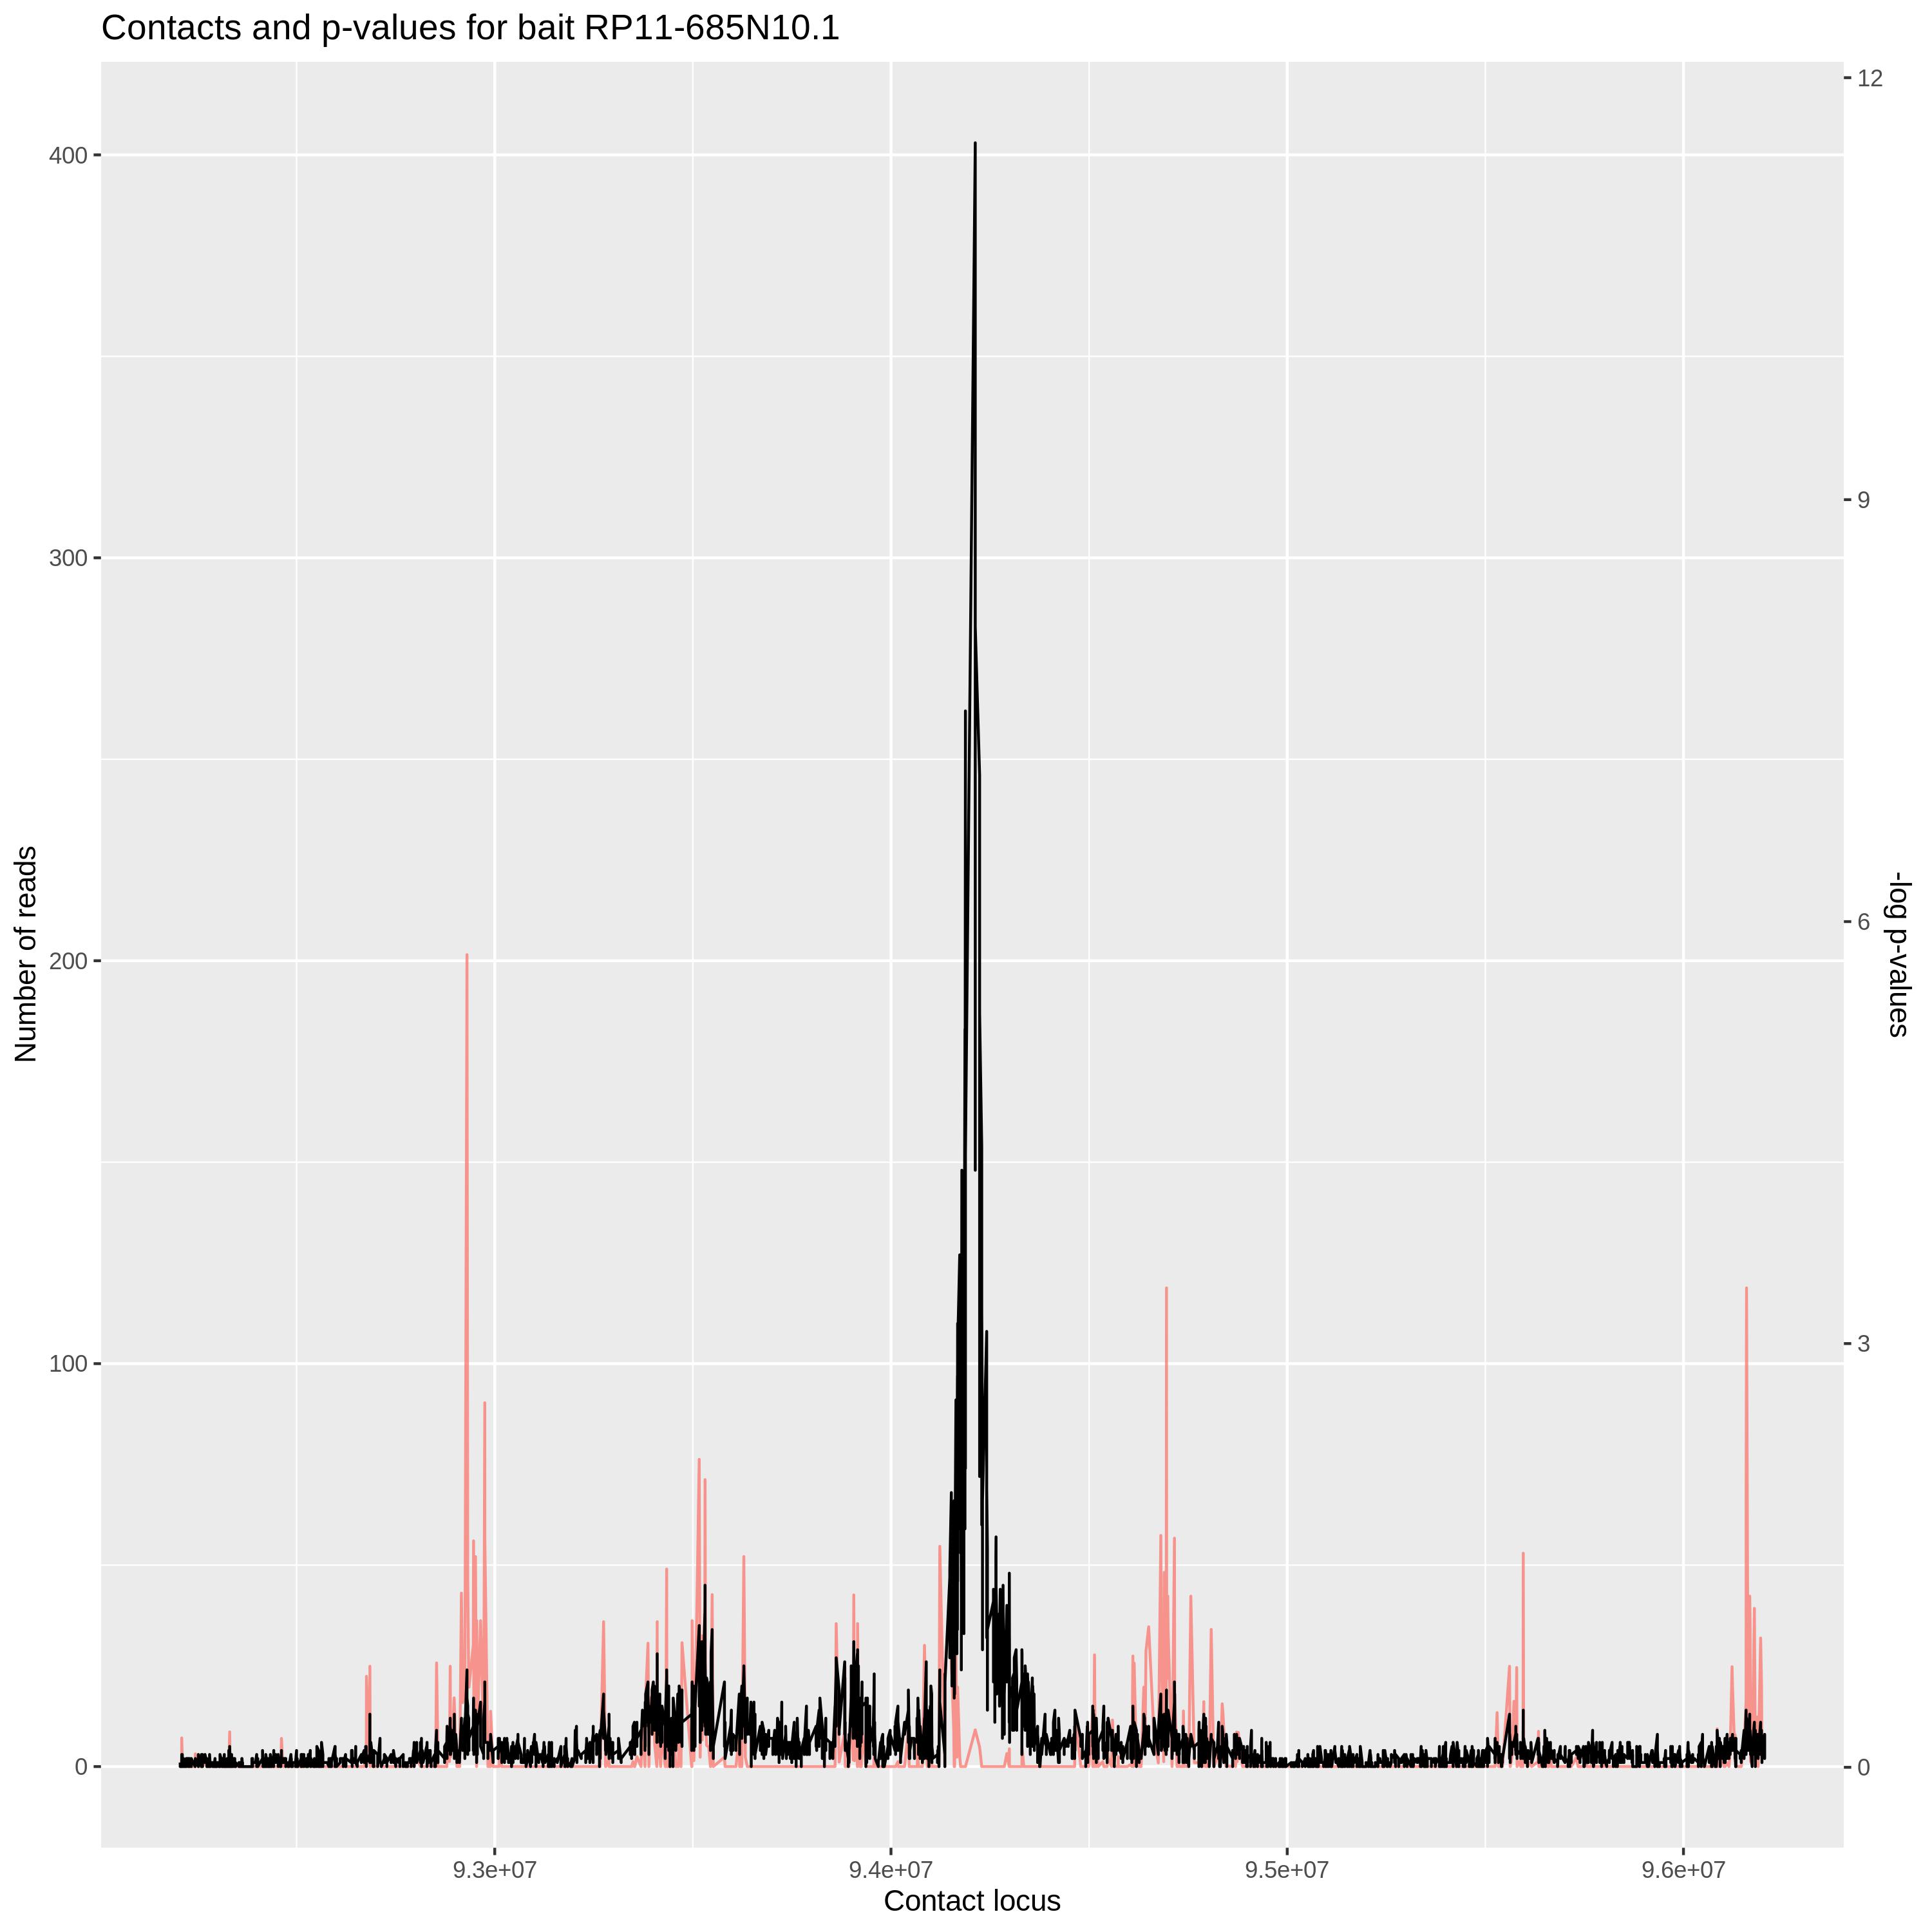 Contacts and p-values for bait RP11-685N10.1
12
400
9
300
Number of reads
-log p-values
6
200
3
100
0
0
9.3e+07
9.4e+07
9.5e+07
9.6e+07
Contact locus